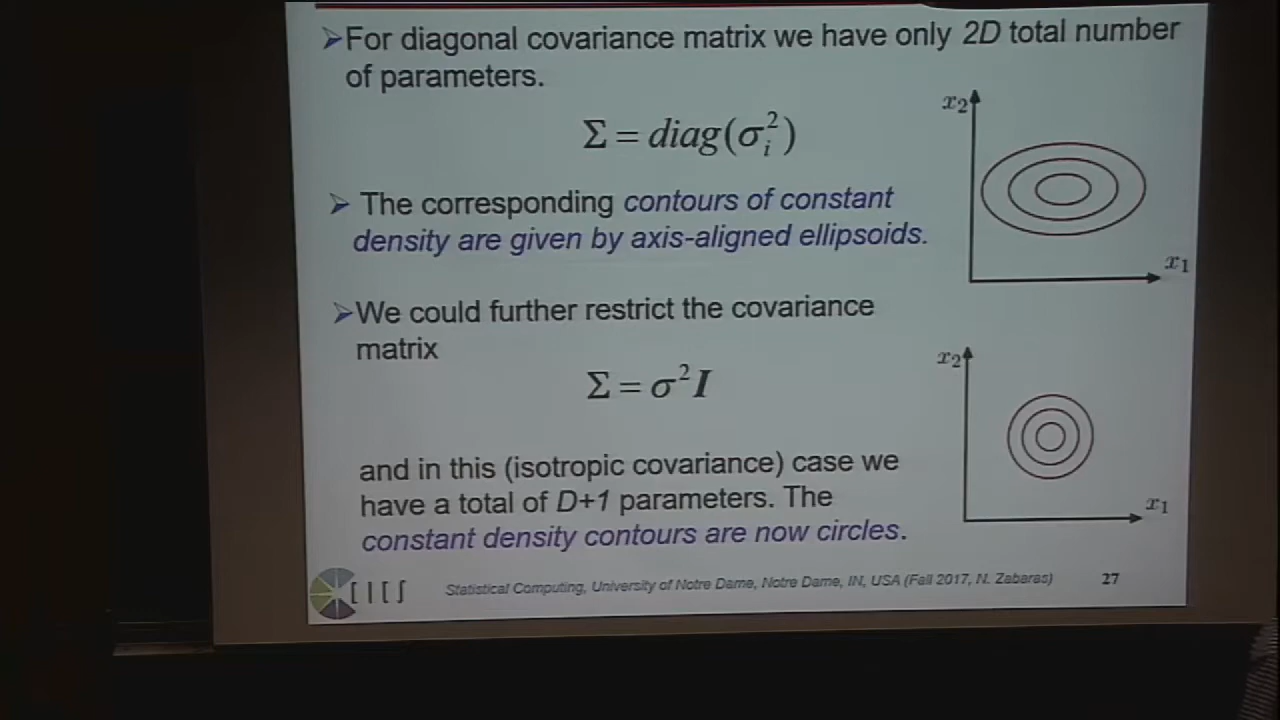 ➢For diagonal covariance matrix we have only 2D total number
of parameters.
x₂
Σ = diag(σᵢ²)
➢ The corresponding contours of constant
density are given by axis-aligned ellipsoids.
x₁
➢We could further restrict the covariance
matrix
x₂
Σ = σ²I
and in this (isotropic covariance) case we
have a total of D+1 parameters. The
x₁
constant density contours are now circles.
Statistical Computing, University of Notre Dame, Notre Dame, IN, USA (Fall 2017, N. Zabaras)
27